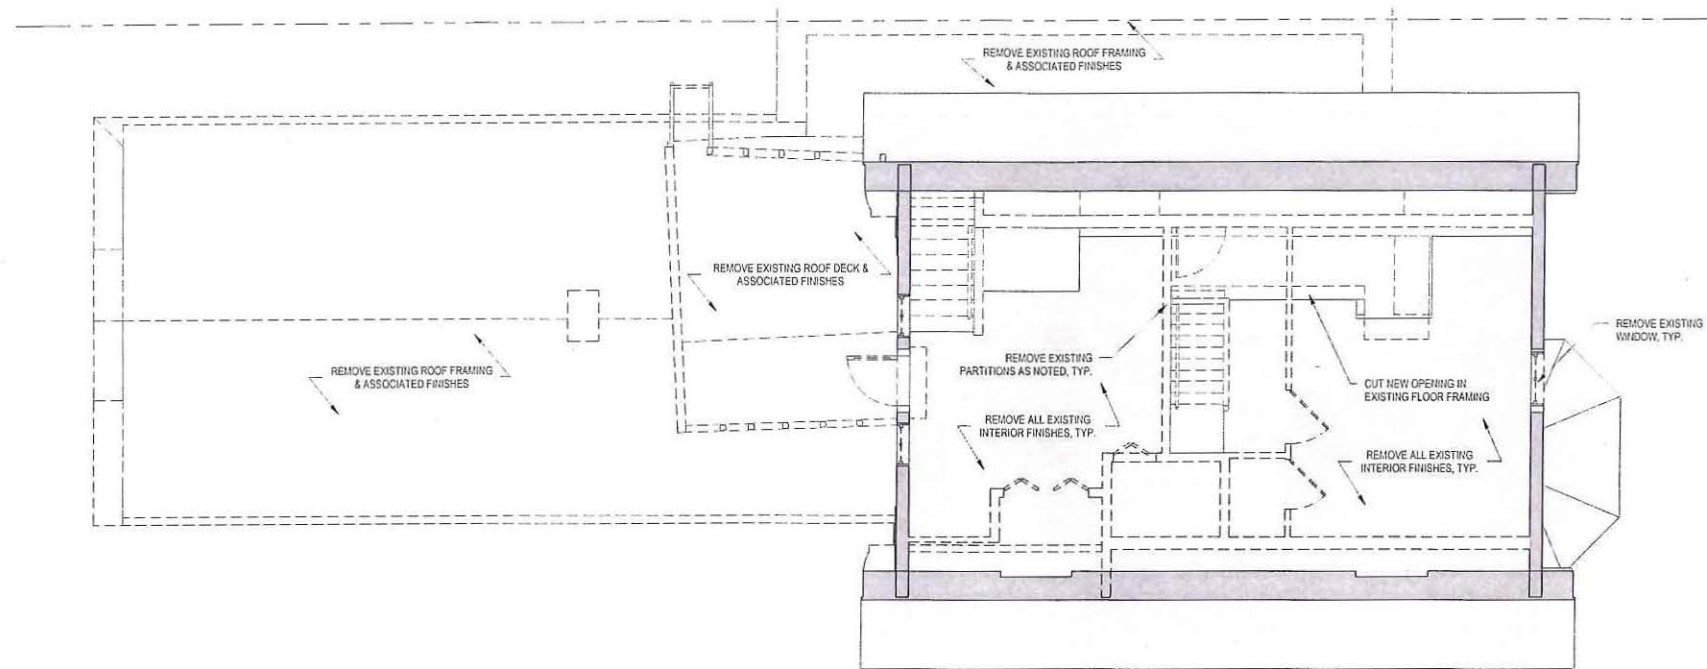 REMOVE EXISTING ROOF FRAMING
& ASSOCIATED FINISHES
REMOVE EXISTING ROOF DECK &
ASSOCIATED FINISHES
REMOVE EXISTING ROOF FRAMING
& ASSOCIATED FINISHES
REMOVE EXISTING
PARTITIONS AS NOTED, TYP.
REMOVE ALL EXISTING
INTERIOR FINISHES, TYP.
CUT NEW OPENING IN
EXISTING FLOOR FRAMING
REMOVE ALL EXISTING
INTERIOR FINISHES, TYP.
REMOVE EXISTING
WINDOW, TYP.